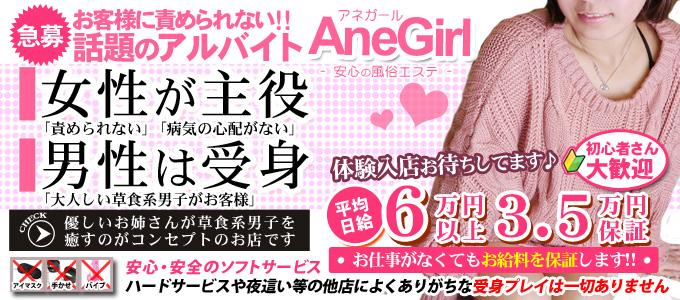 急募
お客様に責められない!!
話題のアルバイト
アネガール
AneGirl
- 安心の風俗エステ -
女性が主役
「責められない」「病気の心配がない」
男性は受身
「大人しい草食系男子がお客様」
CHECK
優しいお姉さんが草食系男子を
癒すのがコンセプトのお店です
体験入店お待ちしてます♪
初心者さん
大歓迎
平均
日給
6万円以上
3.5万円保証
・お仕事がなくてもお給料を保証します!!・
アイマスク
手かせ
バイブ
安心・安全のソフトサービス
ハードサービスや夜這い等の他店によくありがちな受身プレイは一切ありません